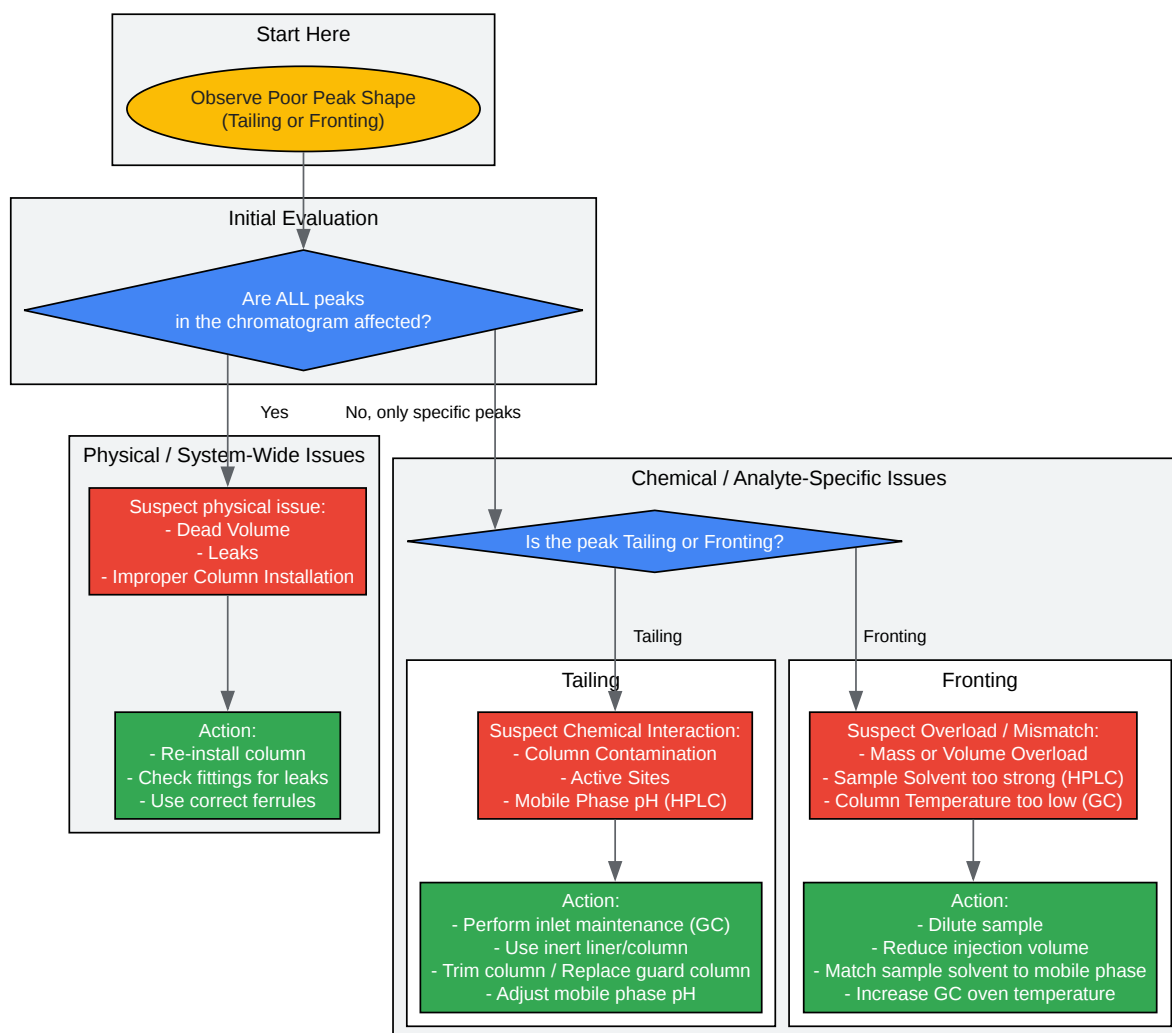 Start Here
Observe Poor Peak Shape
(Tailing or Fronting)
Initial Evaluation
Are ALL peaks
in the chromatogram affected?
Yes
No, only specific peaks
Physical / System-Wide Issues
Suspect physical issue:
- Dead Volume
- Leaks
- Improper Column Installation
Action:
- Re-install column
- Check fittings for leaks
- Use correct ferrules
Chemical / Analyte-Specific Issues
Is the peak Tailing or Fronting?
Tailing
Fronting
Tailing
Suspect Chemical Interaction:
- Column Contamination
- Active Sites
- Mobile Phase pH (HPLC)
Action:
- Perform inlet maintenance (GC)
- Use inert liner/column
- Trim column / Replace guard column
- Adjust mobile phase pH
Fronting
Suspect Overload / Mismatch:
- Mass or Volume Overload
- Sample Solvent too strong (HPLC)
- Column Temperature too low (GC)
Action:
- Dilute sample
- Reduce injection volume
- Match sample solvent to mobile phase
- Increase GC oven temperature